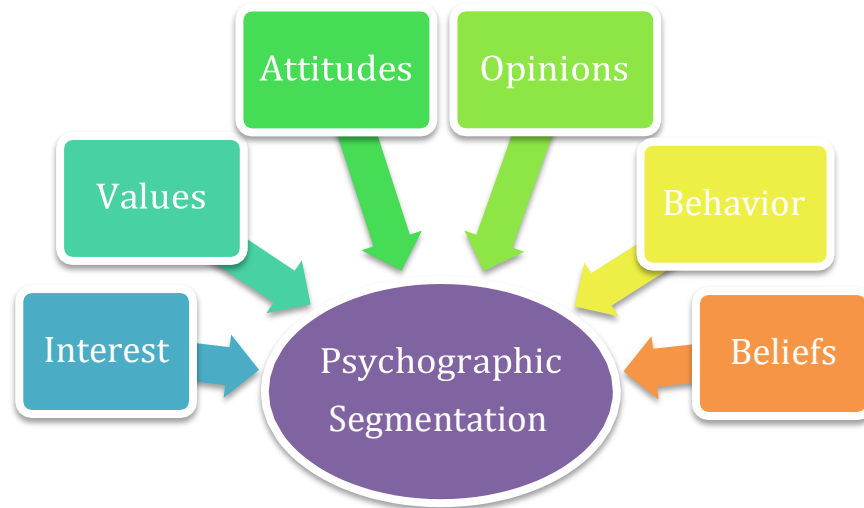 Attitudes
Opinions
Values
Behavior
Interest
Beliefs
Psychographic
Segmentation